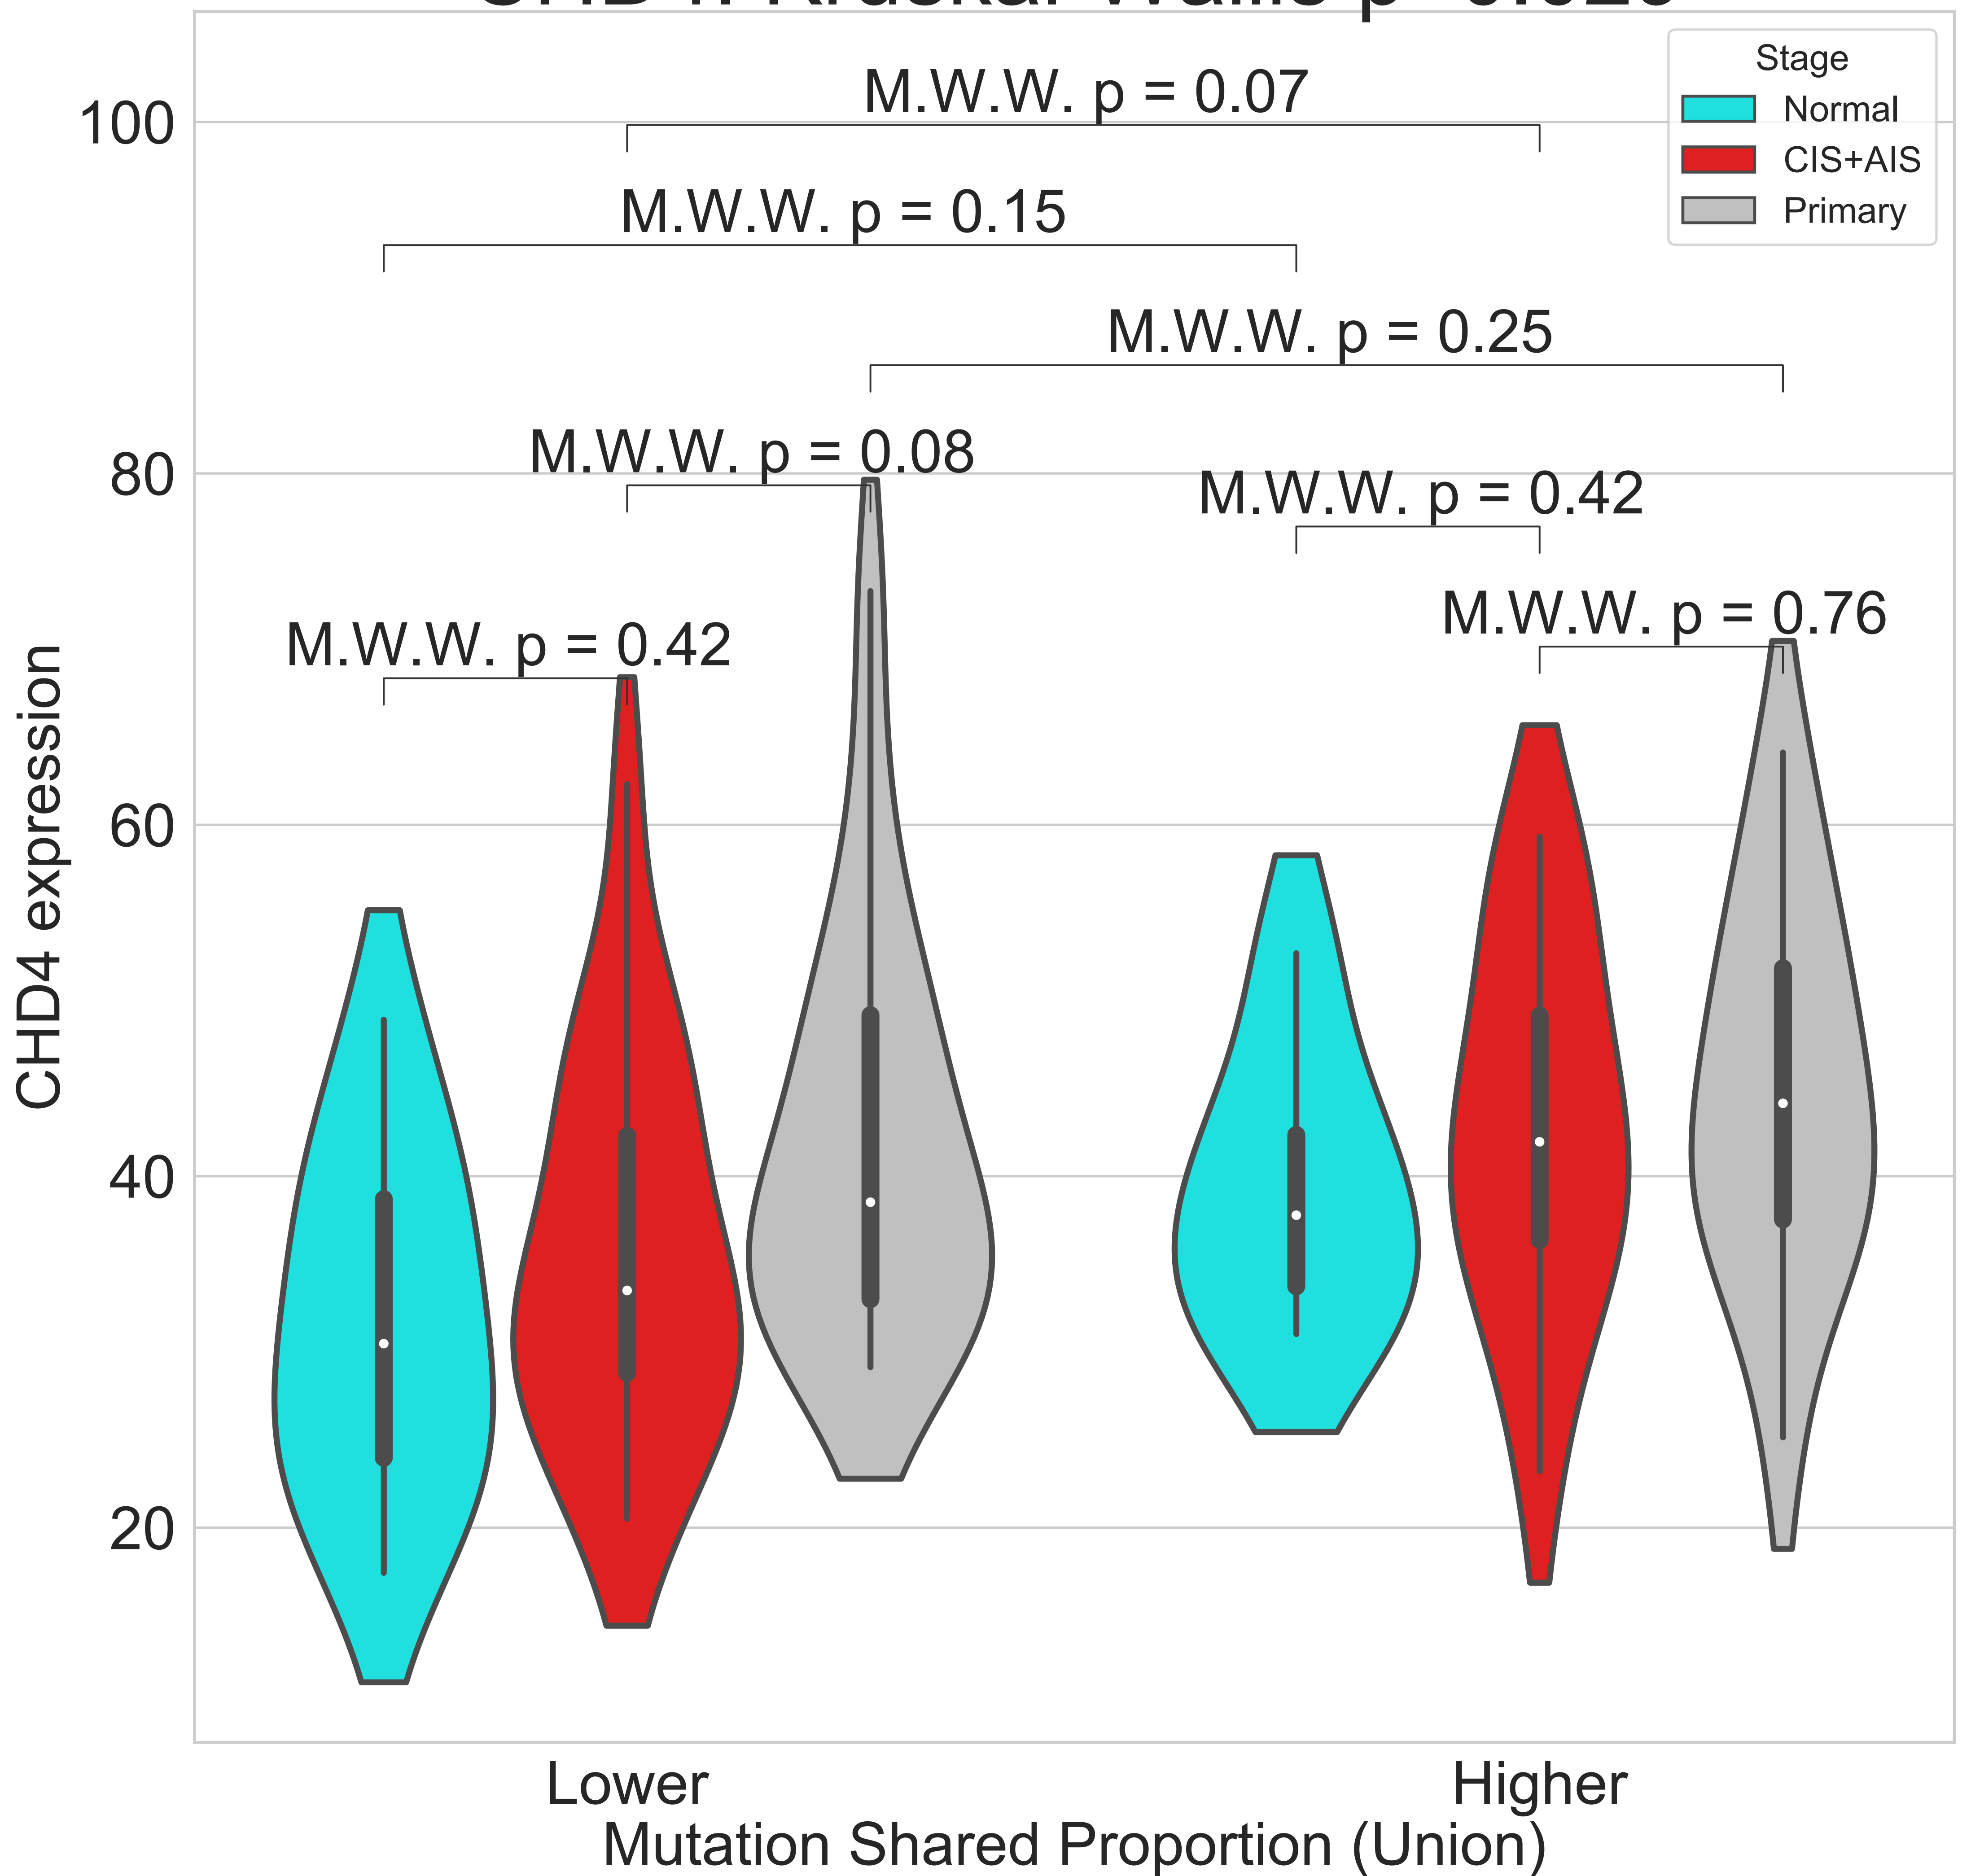 Stage
Normal
CIS+AIS
Primary
M.W.W. p = 0.07
M.W.W. p = 0.15
M.W.W. p = 0.25
M.W.W. p = 0.08
M.W.W. p = 0.42
M.W.W. p = 0.76
M.W.W. p = 0.42
100
80
60
40
20
CHD4 expression
Lower
Higher
Mutation Shared Proportion (Union)